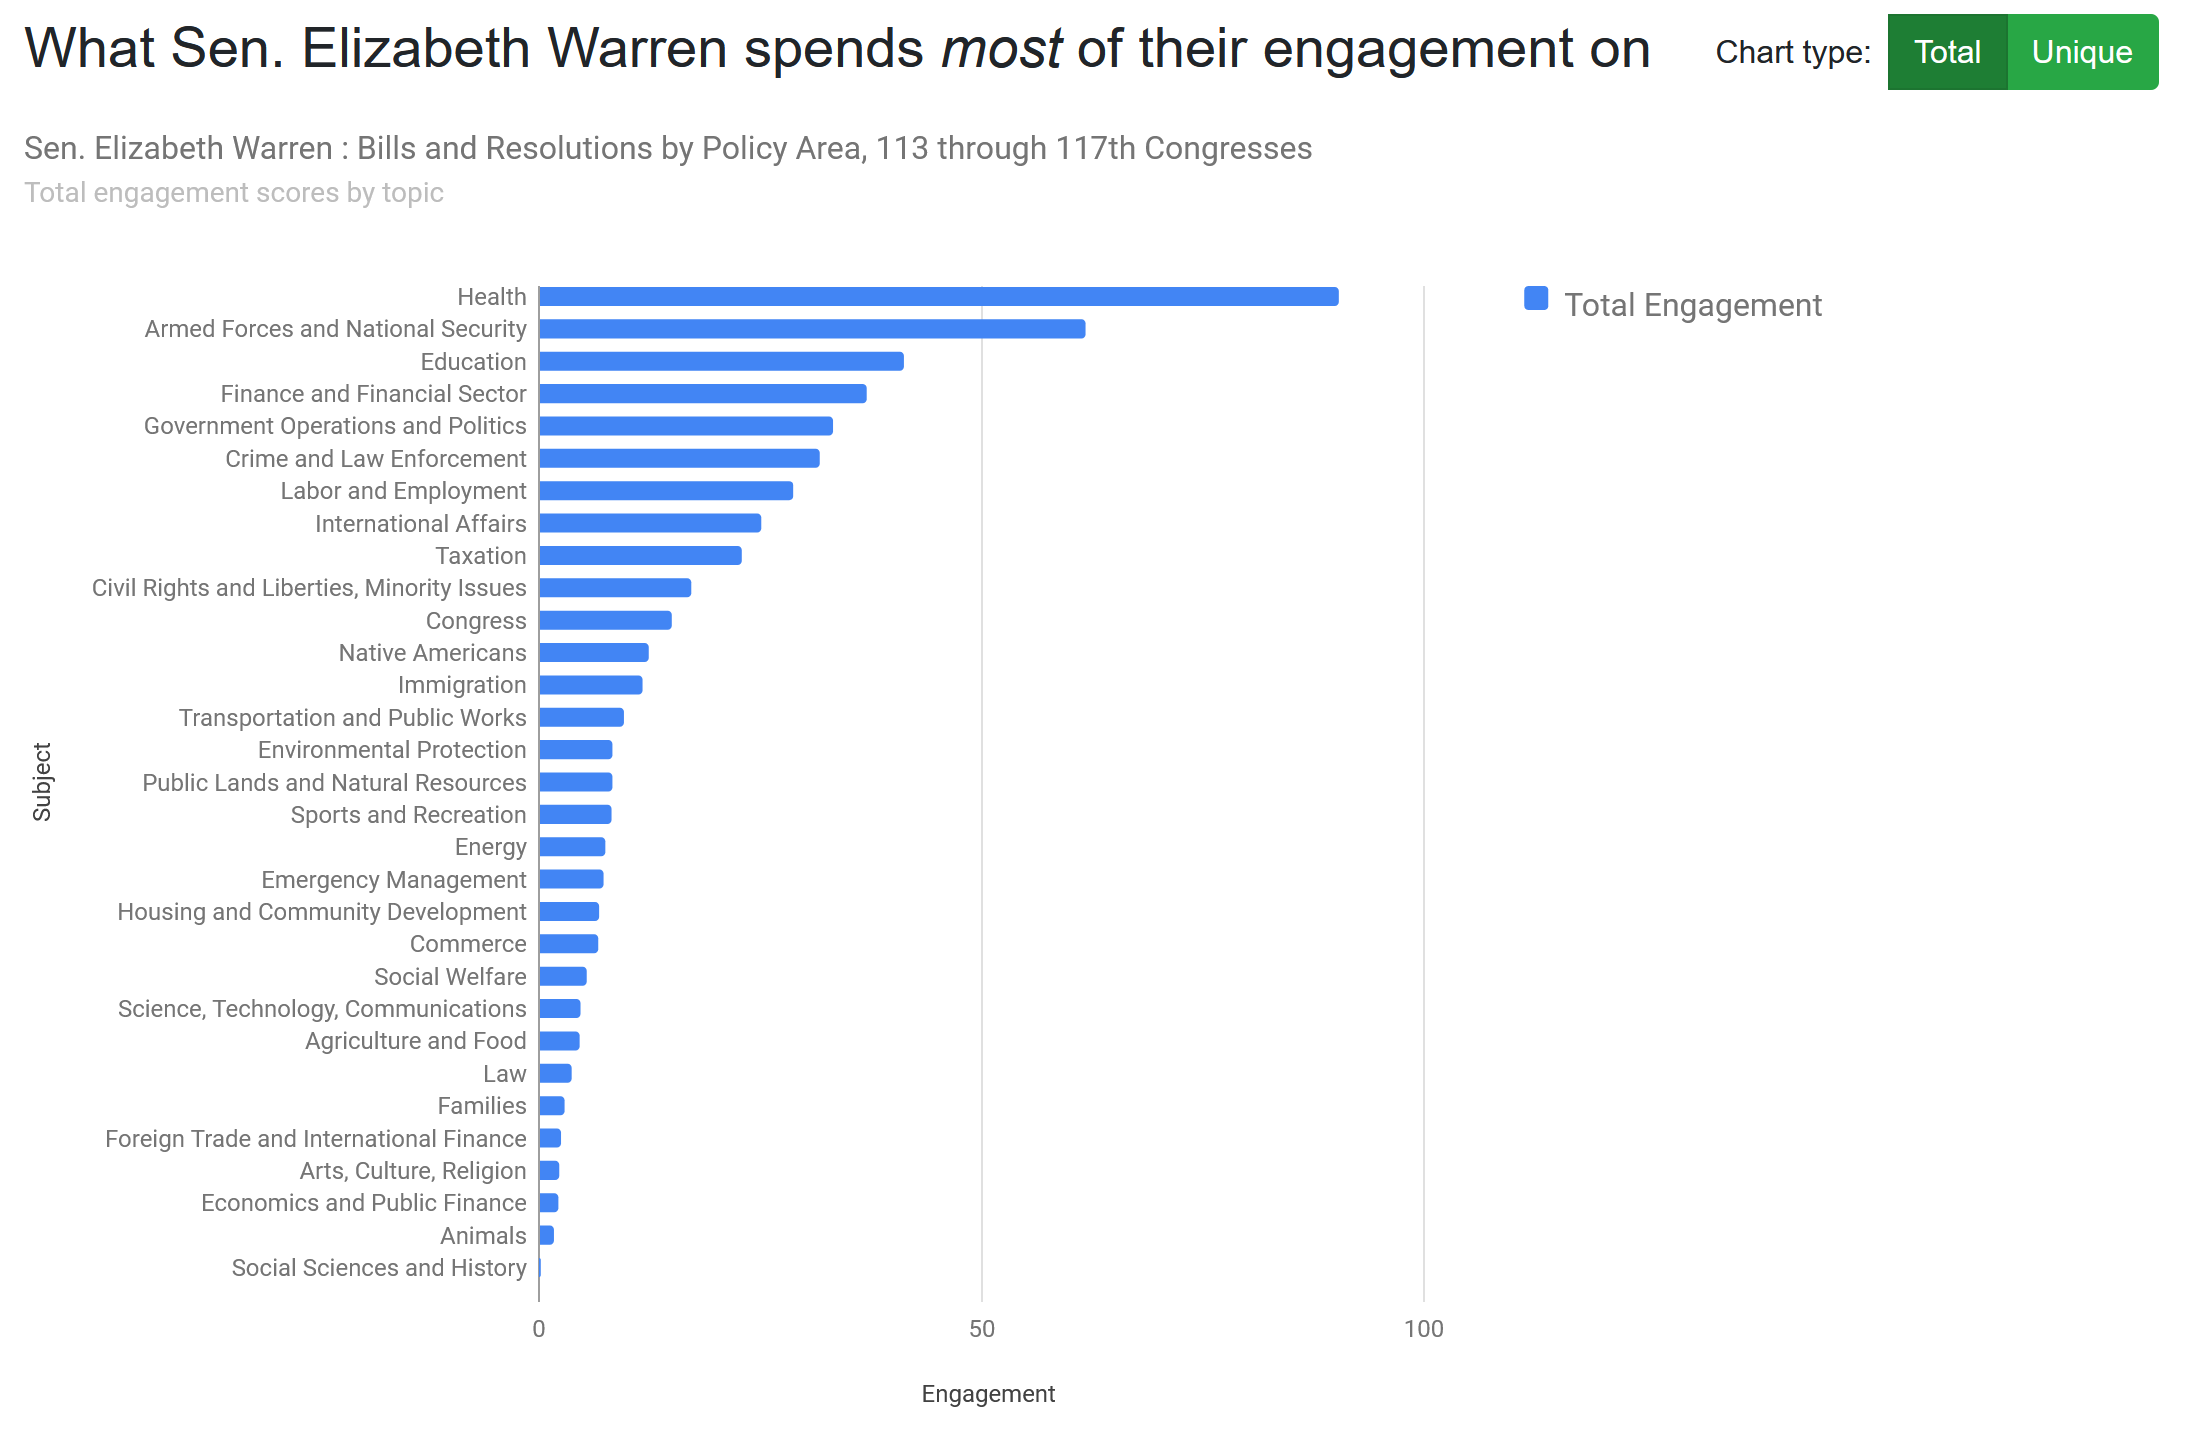 What Sen. Elizabeth Warren spends most of their engagement on
Chart type: Total Unique
Sen. Elizabeth Warren : Bills and Resolutions by Policy Area, 113 through 117th Congresses
Total engagement scores by topic
Total Engagement
Health
Armed Forces and National Security
Education
Finance and Financial Sector
Government Operations and Politics
Crime and Law Enforcement
Labor and Employment
International Affairs
Taxation
Civil Rights and Liberties, Minority Issues
Congress
Native Americans
Immigration
Transportation and Public Works
Environmental Protection
Public Lands and Natural Resources
Sports and Recreation
Energy
Emergency Management
Housing and Community Development
Commerce
Social Welfare
Science, Technology, Communications
Agriculture and Food
Law
Families
Foreign Trade and International Finance
Arts, Culture, Religion
Economics and Public Finance
Animals
Social Sciences and History
Subject
0 50 100
Engagement